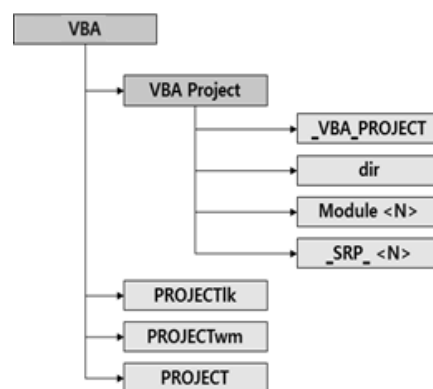 VBA
VBA Project
_VBA_PROJECT
dir
Module <N>
_SRP_ <N>
PROJECTlk
PROJECTwm
PROJECT